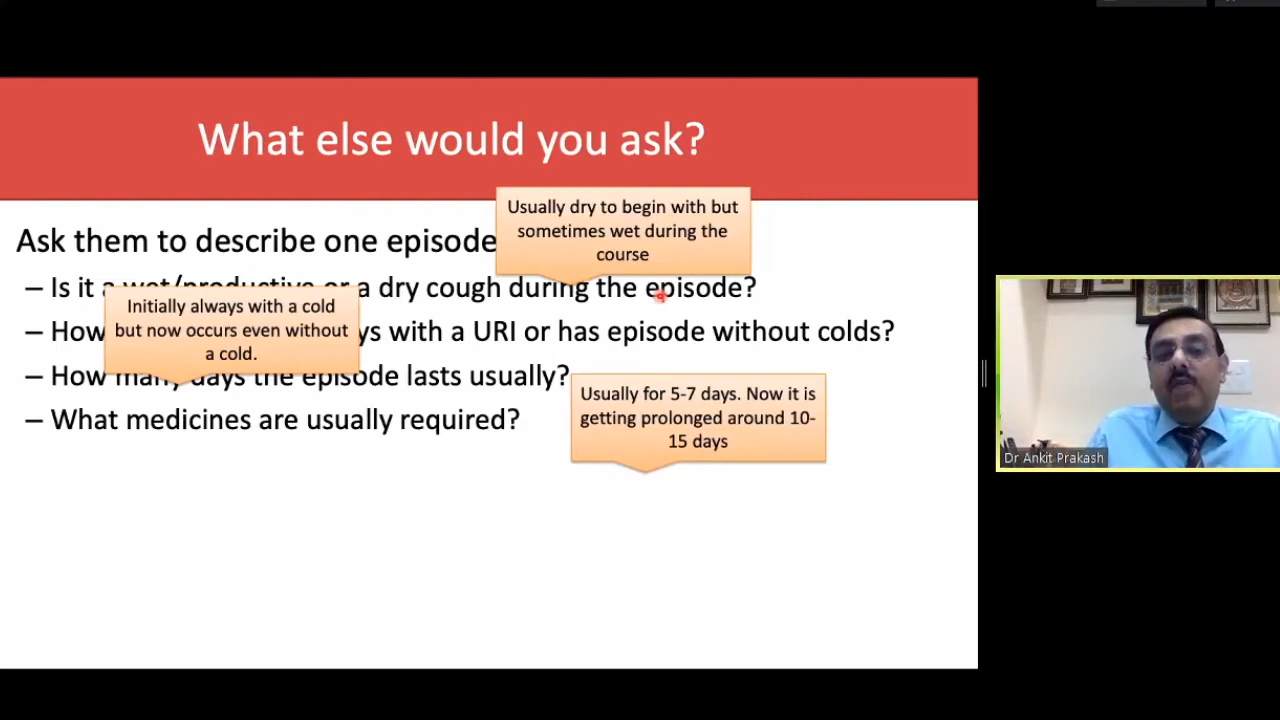 What else would you ask?
Usually dry to begin with but
sometimes wet during the
course
Ask them to describe one episode
– Is it a wet/productive or a dry cough during the episode?
Initially always with a cold
but now occurs even without
a cold.
– How ys with a URI or has episode without colds?
– How many days the episode lasts usually?
Usually for 5-7 days. Now it is
getting prolonged around 10-
15 days
– What medicines are usually required?
Dr Ankit Prakash